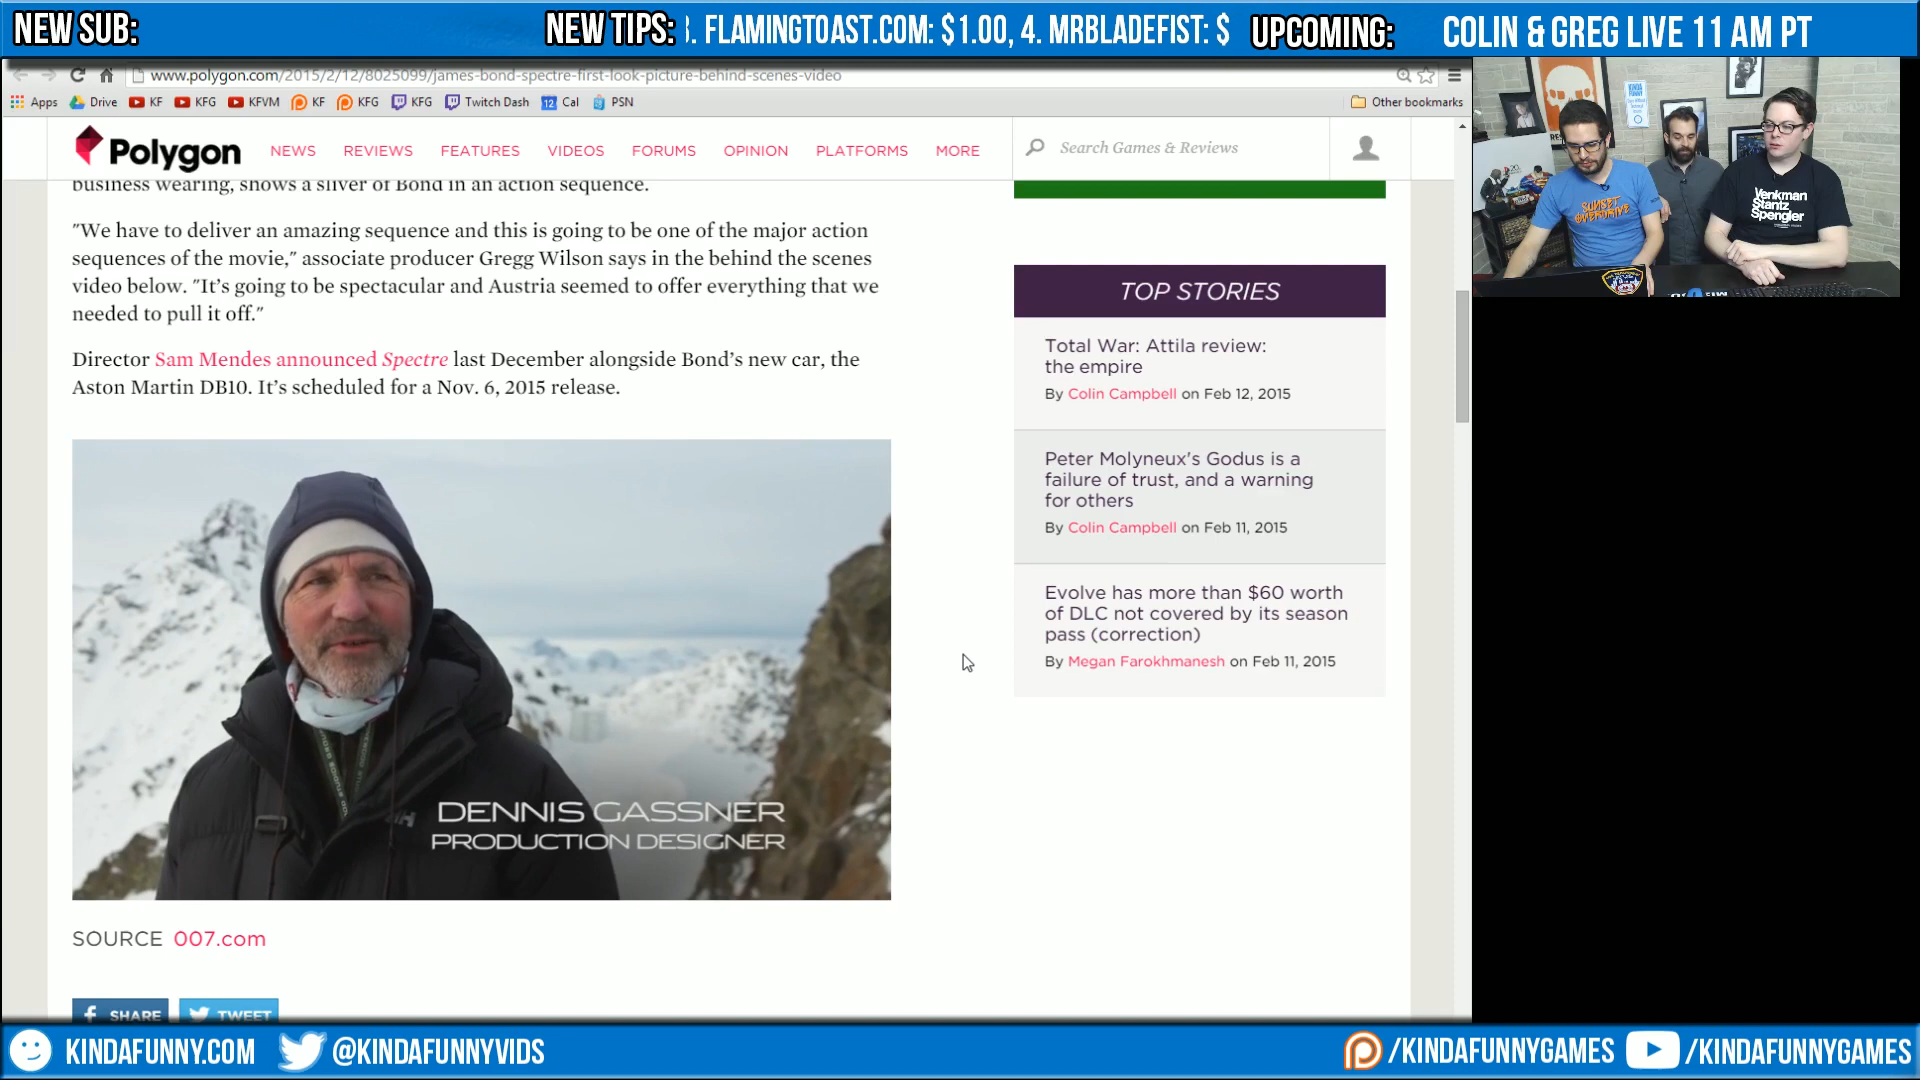 NEW SUB:
NEW TIPS: 3. FLAMINGTOAST.COM: $1.00, 4. MRBLADEFIST: $
UPCOMING: COLIN & GREG LIVE 11 AM PT
www.polygon.com/2015/2/12/8025099/james-bond-spectre-first-look-picture-behind-scenes-video
Apps Drive KF KFG KFVM KF KFG KFG Twitch Dash 12 Cal PSN Other bookmarks
Polygon NEWS REVIEWS FEATURES VIDEOS FORUMS OPINION PLATFORMS MORE Search Games & Reviews
business wearing, shows a sliver of Bond in an action sequence.
"We have to deliver an amazing sequence and this is going to be one of the major action
sequences of the movie," associate producer Gregg Wilson says in the behind the scenes
video below. "It's going to be spectacular and Austria seemed to offer everything that we
needed to pull it off."
Director Sam Mendes announced Spectre last December alongside Bond's new car, the
Aston Martin DB10. It's scheduled for a Nov. 6, 2015 release.
DENNIS GASSNER
PRODUCTION DESIGNER
SOURCE 007.com
SHARE TWEET
TOP STORIES
Total War: Attila review:
the empire
By Colin Campbell on Feb 12, 2015
Peter Molyneux's Godus is a
failure of trust, and a warning
for others
By Colin Campbell on Feb 11, 2015
Evolve has more than $60 worth
of DLC not covered by its season
pass (correction)
By Megan Farokhmanesh on Feb 11, 2015
SUNSET
OVERDRIVE
Venkman
Stantz
Spengler
KINDAFUNNY.COM @KINDAFUNNYVIDS /KINDAFUNNYGAMES /KINDAFUNNYGAMES